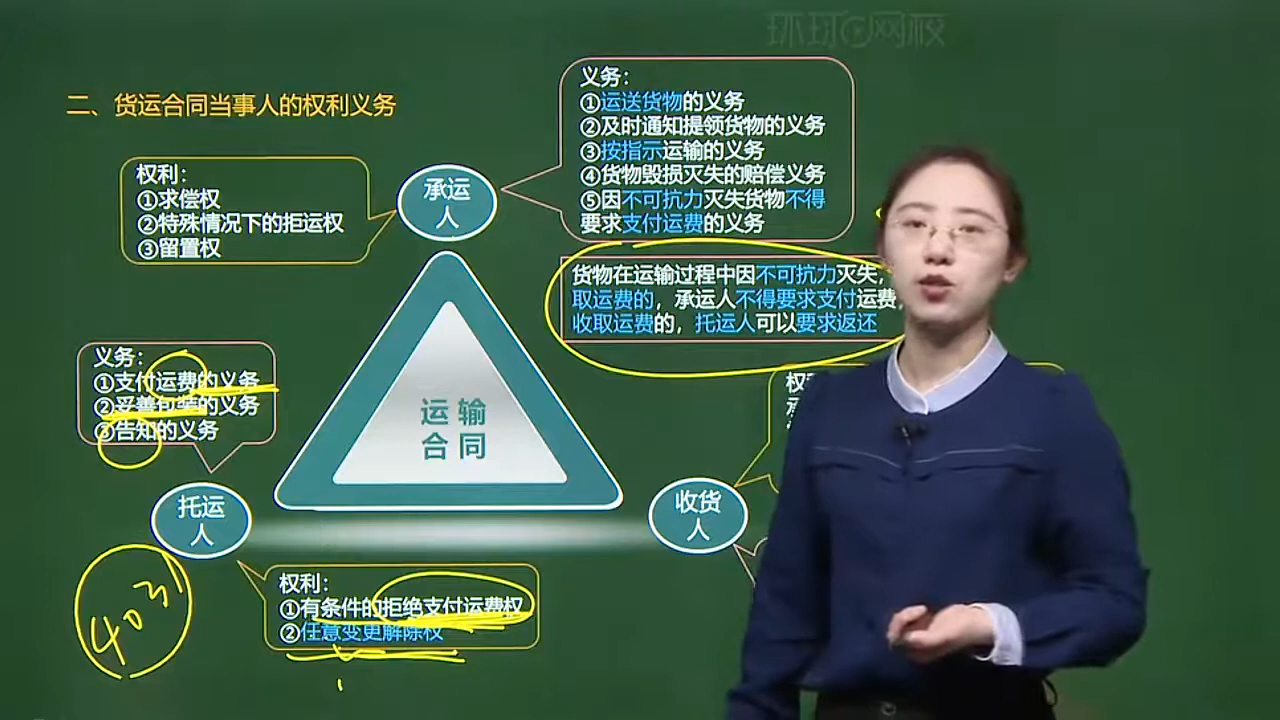 环球网校
二、货运合同当事人的权利义务
义务：
①运送货物的义务
②及时通知提领货物的义务
③按指示运输的义务
④货物毁损灭失的赔偿义务
⑤因不可抗力灭失货物不得
要求支付运费的义务
权利：
①求偿权
②特殊情况下的拒运权
③留置权
承运
人
货物在运输过程中因不可抗力灭失，
取运费的，承运人不得要求支付运费，
收取运费的，托运人可以要求返还
义务：
①支付运费的义务
②妥善包装的义务
③告知的义务
运输
合同
权
托运
人
收货
人
403
权利：
①有条件的拒绝支付运费权
②任意变更解除权